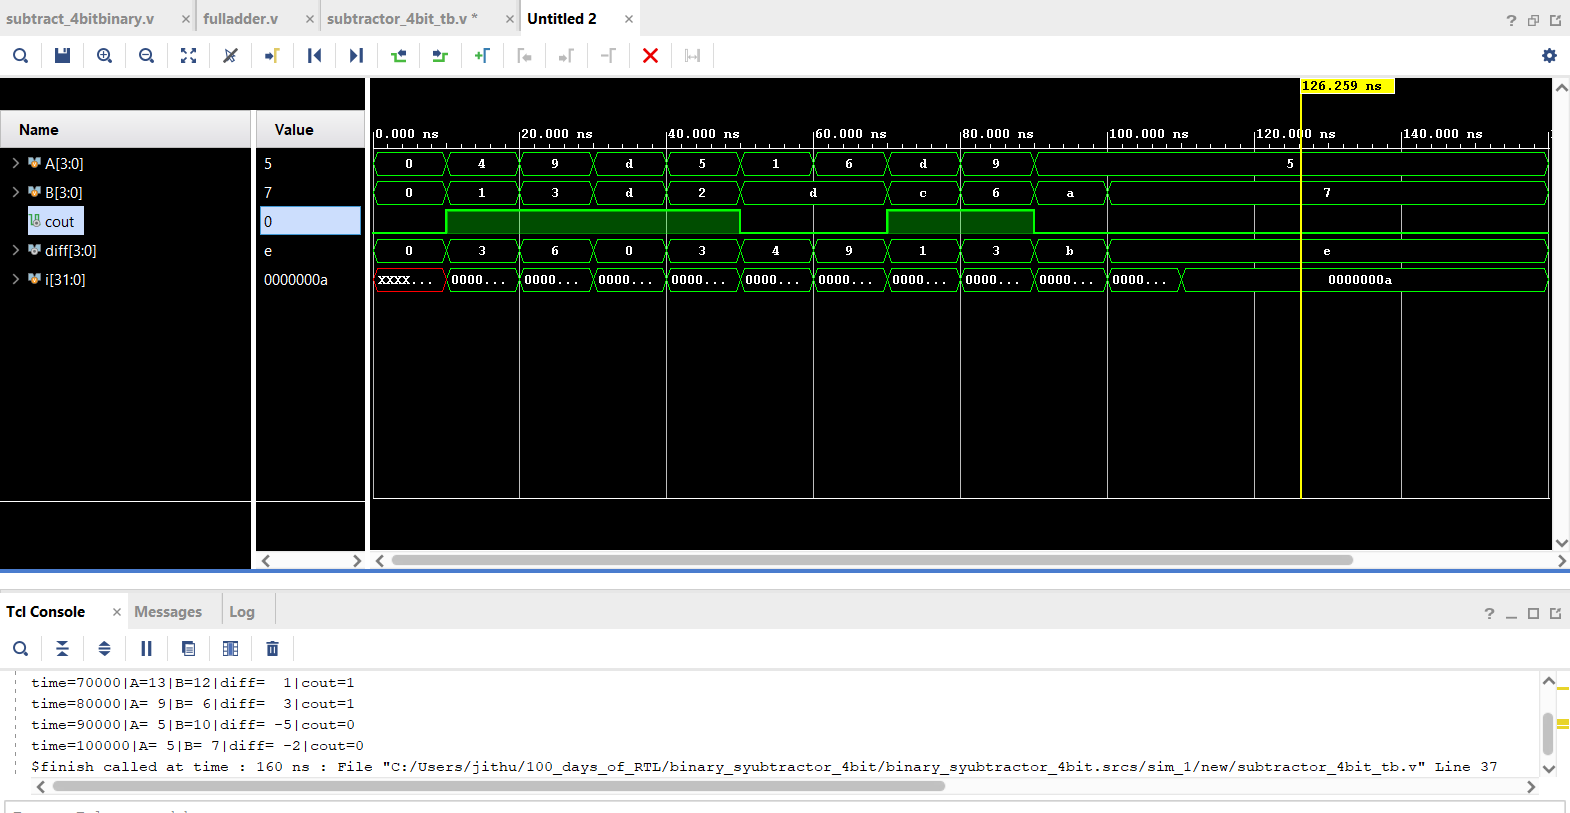 subtract_4bitbinary.v × fulladder.v × subtractor_4bit_tb.v * × Untitled 2 ×
126.259 ns
Name Value
0.000 ns 20.000 ns 40.000 ns 60.000 ns 80.000 ns 100.000 ns 120.000 ns 140.000 ns
A[3:0] 5 0 4 9 d 5 1 6 d 9 5
B[3:0] 7 0 1 3 d 2 d c 6 a 7
cout 0
diff[3:0] e 0 3 6 0 3 4 9 1 3 b e
i[31:0] 0000000a XXXX... 0000... 0000... 0000... 0000... 0000... 0000... 0000... 0000... 0000... 0000... 0000000a
Tcl Console × Messages Log
time=70000|A=13|B=12|diff=  1|cout=1
time=80000|A= 9|B= 6|diff=  3|cout=1
time=90000|A= 5|B=10|diff= -5|cout=0
time=100000|A= 5|B= 7|diff= -2|cout=0
$finish called at time : 160 ns : File "C:/Users/jithu/100_days_of_RTL/binary_syubtractor_4bit/binary_syubtractor_4bit.srcs/sim_1/new/subtractor_4bit_tb.v" Line 37